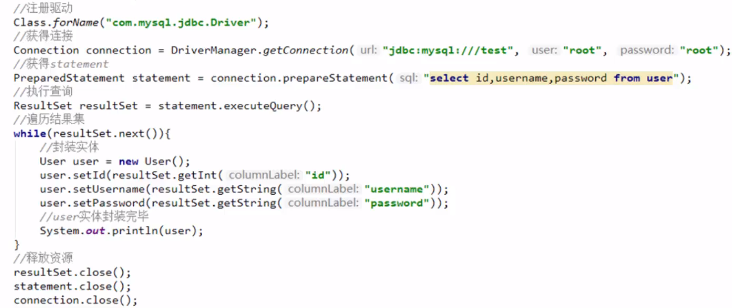 //注册驱动
Class.forName("com.mysql.jdbc.Driver");
//获得连接
Connection connection = DriverManager.getConnection( url: "jdbc:mysql:///test", user: "root", password: "root");
//获得statement
PreparedStatement statement = connection.prepareStatement( sql: "select id,username,password from user");
//执行查询
ResultSet resultSet = statement.executeQuery();
//遍历结果集
while(resultSet.next()){
    //封装实体
    User user = new User();
    user.setId(resultSet.getInt( columnLabel: "id"));
    user.setUsername(resultSet.getString( columnLabel: "username"));
    user.setPassword(resultSet.getString( columnLabel: "password"));
    //user实体封装完毕
    System.out.println(user);
}
//释放资源
resultSet.close();
statement.close();
connection.close();